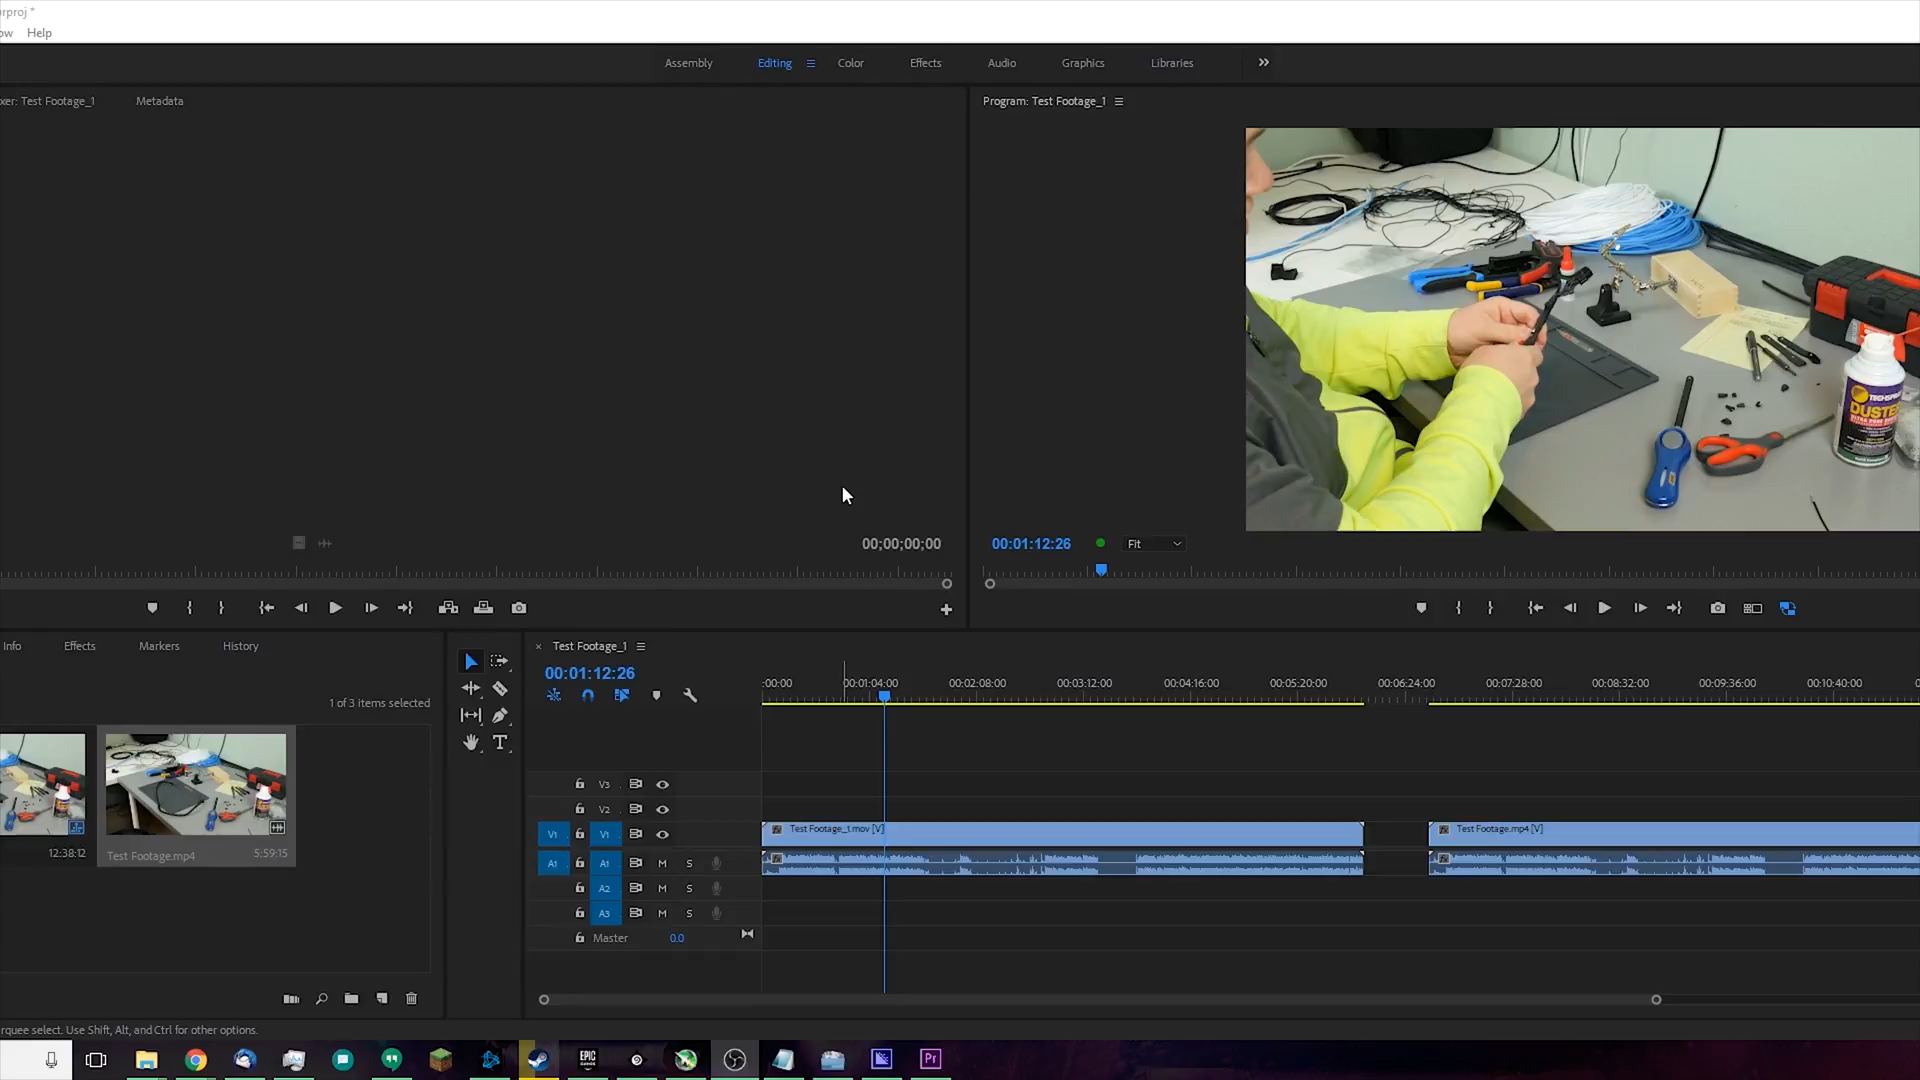 rproj *
ow Help
Assembly Editing Color Effects Audio Graphics Libraries
xer: Test Footage_1 Metadata
Program: Test Footage_1
TECHSPRAY
DUSTER
00;00;00;00
00:01:12:26 Fit
Info Effects Markers History
Test Footage_1
00:01:12:26
:00:00 00:01:04:00 00:02:08:00 00:03:12:00 00:04:16:00 00:05:20:00 00:06:24:00 00:07:28:00 00:08:32:00 00:09:36:00 00:10:40:00
1 of 3 items selected
V3
V2
V1 V1 Test Footage_1.mov [V] Test Footage.mp4 [V]
12:38:12 Test Footage.mp4 5:59:15
A1 A1 M S
A2 M S
A3 M S
Master 0.0
rquee select. Use Shift, Alt, and Ctrl for other options.
EPIC
GAMES
Pr